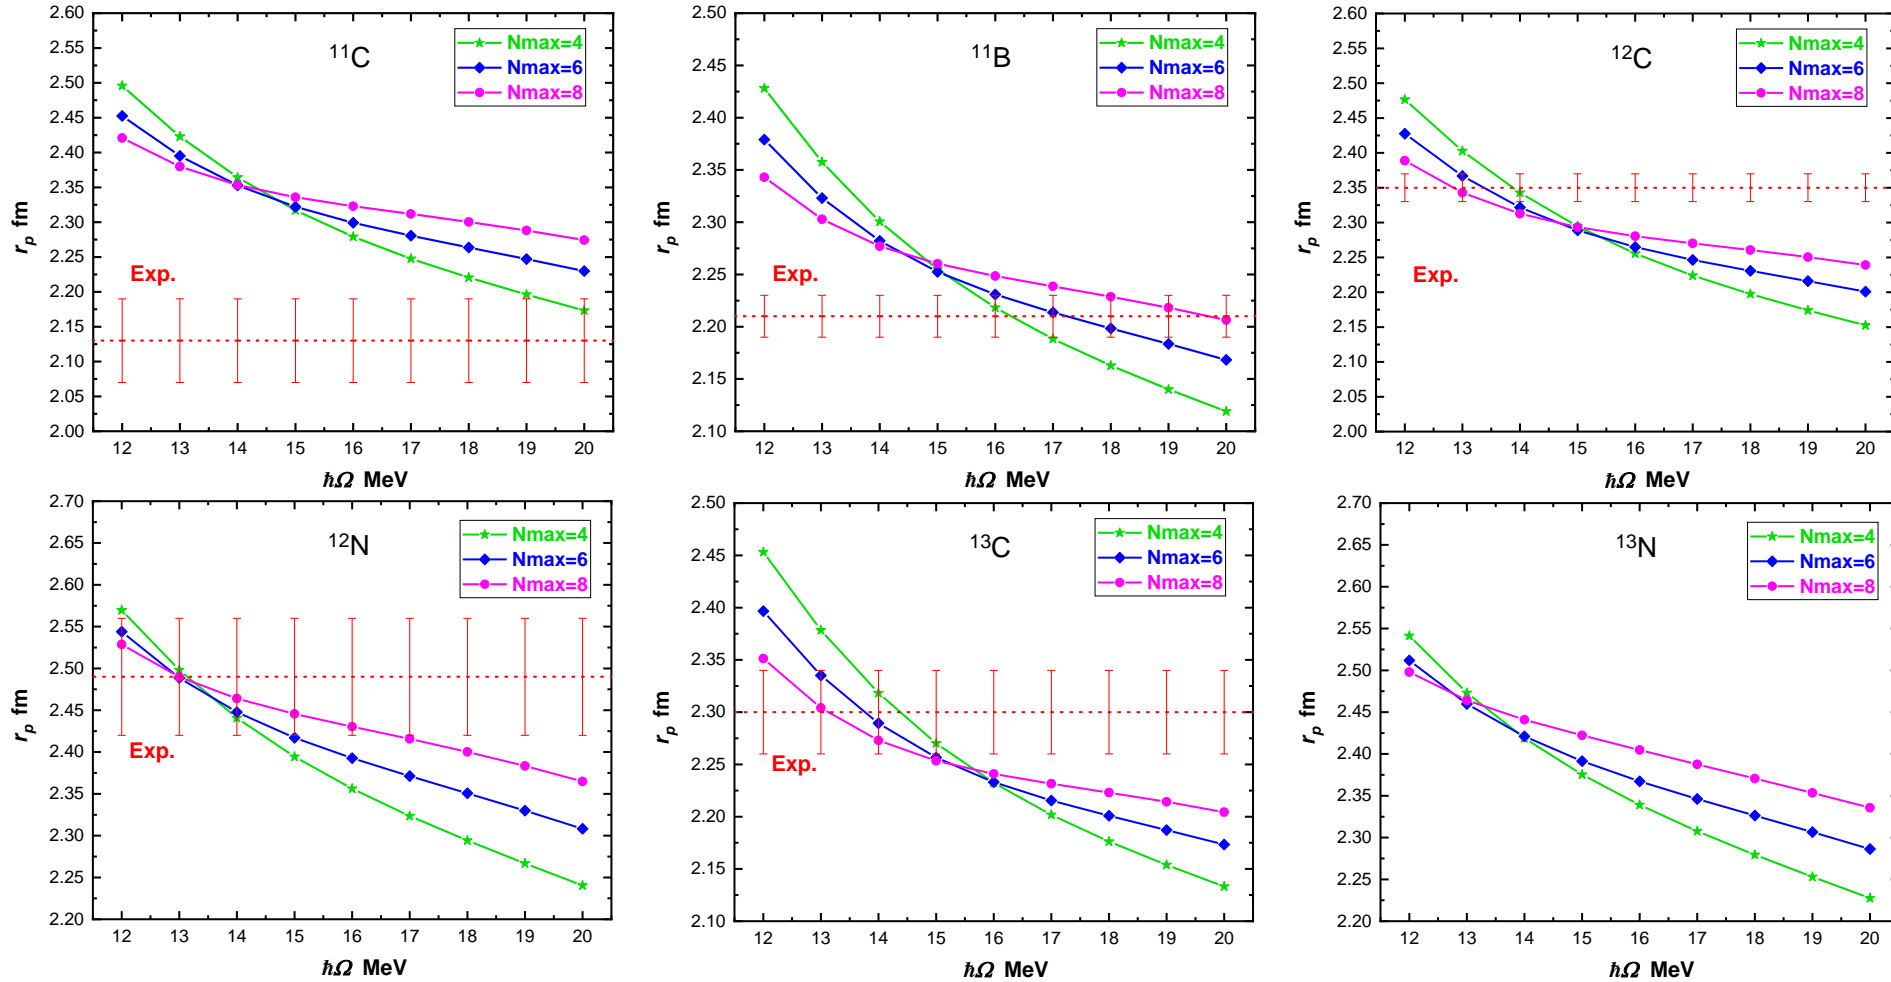 ¹¹C
Nmax=4
Nmax=6
Nmax=8
Exp.
r_p fm
2.60
2.55
2.50
2.45
2.40
2.35
2.30
2.25
2.20
2.15
2.10
2.05
2.00
12 13 14 15 16 17 18 19 20
ℏΩ MeV
¹¹B
Nmax=4
Nmax=6
Nmax=8
Exp.
r_p fm
2.50
2.45
2.40
2.35
2.30
2.25
2.20
2.15
2.10
12 13 14 15 16 17 18 19 20
ℏΩ MeV
¹²C
Nmax=4
Nmax=6
Nmax=8
Exp.
r_p fm
2.60
2.55
2.50
2.45
2.40
2.35
2.30
2.25
2.20
2.15
2.10
2.05
2.00
12 13 14 15 16 17 18 19 20
ℏΩ MeV
¹²N
Nmax=4
Nmax=6
Nmax=8
Exp.
r_p fm
2.70
2.65
2.60
2.55
2.50
2.45
2.40
2.35
2.30
2.25
2.20
12 13 14 15 16 17 18 19 20
ℏΩ MeV
¹³C
Nmax=4
Nmax=6
Nmax=8
Exp.
r_p fm
2.50
2.45
2.40
2.35
2.30
2.25
2.20
2.15
2.10
12 13 14 15 16 17 18 19 20
ℏΩ MeV
¹³N
Nmax=4
Nmax=6
Nmax=8
r_p fm
2.70
2.65
2.60
2.55
2.50
2.45
2.40
2.35
2.30
2.25
2.20
12 13 14 15 16 17 18 19 20
ℏΩ MeV